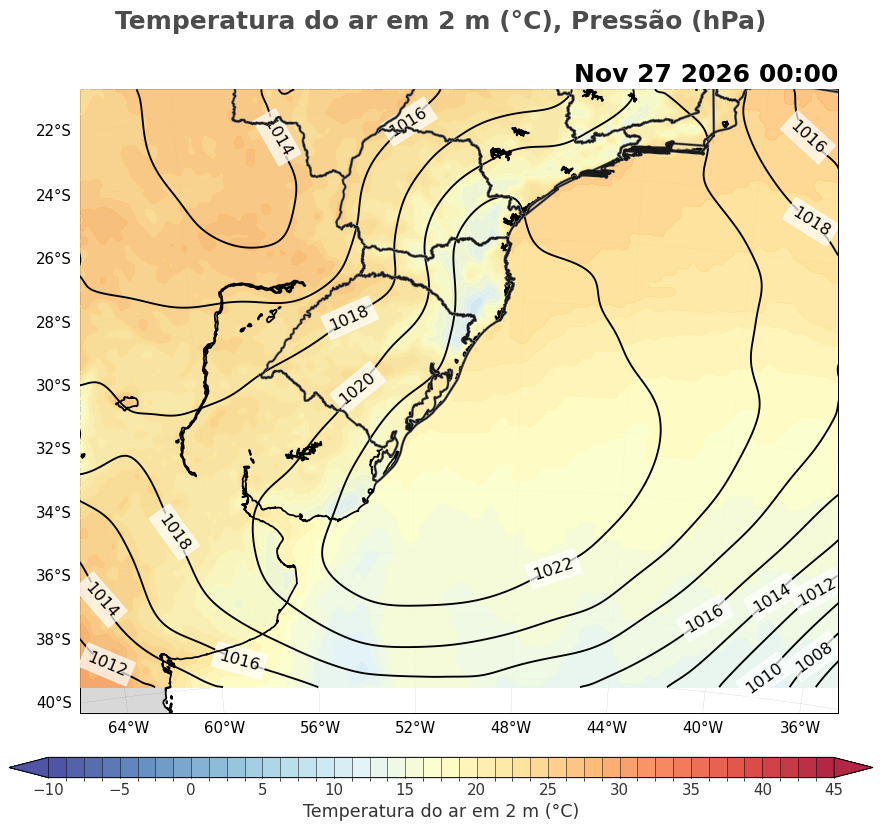 Temperatura do ar em 2 m (°C), Pressão (hPa)
Nov 27 2026 00:00
22°S
24°S
26°S
28°S
30°S
32°S
34°S
36°S
38°S
40°S
1014
1016
1016
1018
1018
1020
1018
1022
1014
1016
1014
1012
1012
1016
1010
1008
64°W 60°W 56°W 52°W 48°W 44°W 40°W 36°W
−10 −5 0 5 10 15 20 25 30 35 40 45
Temperatura do ar em 2 m (°C)